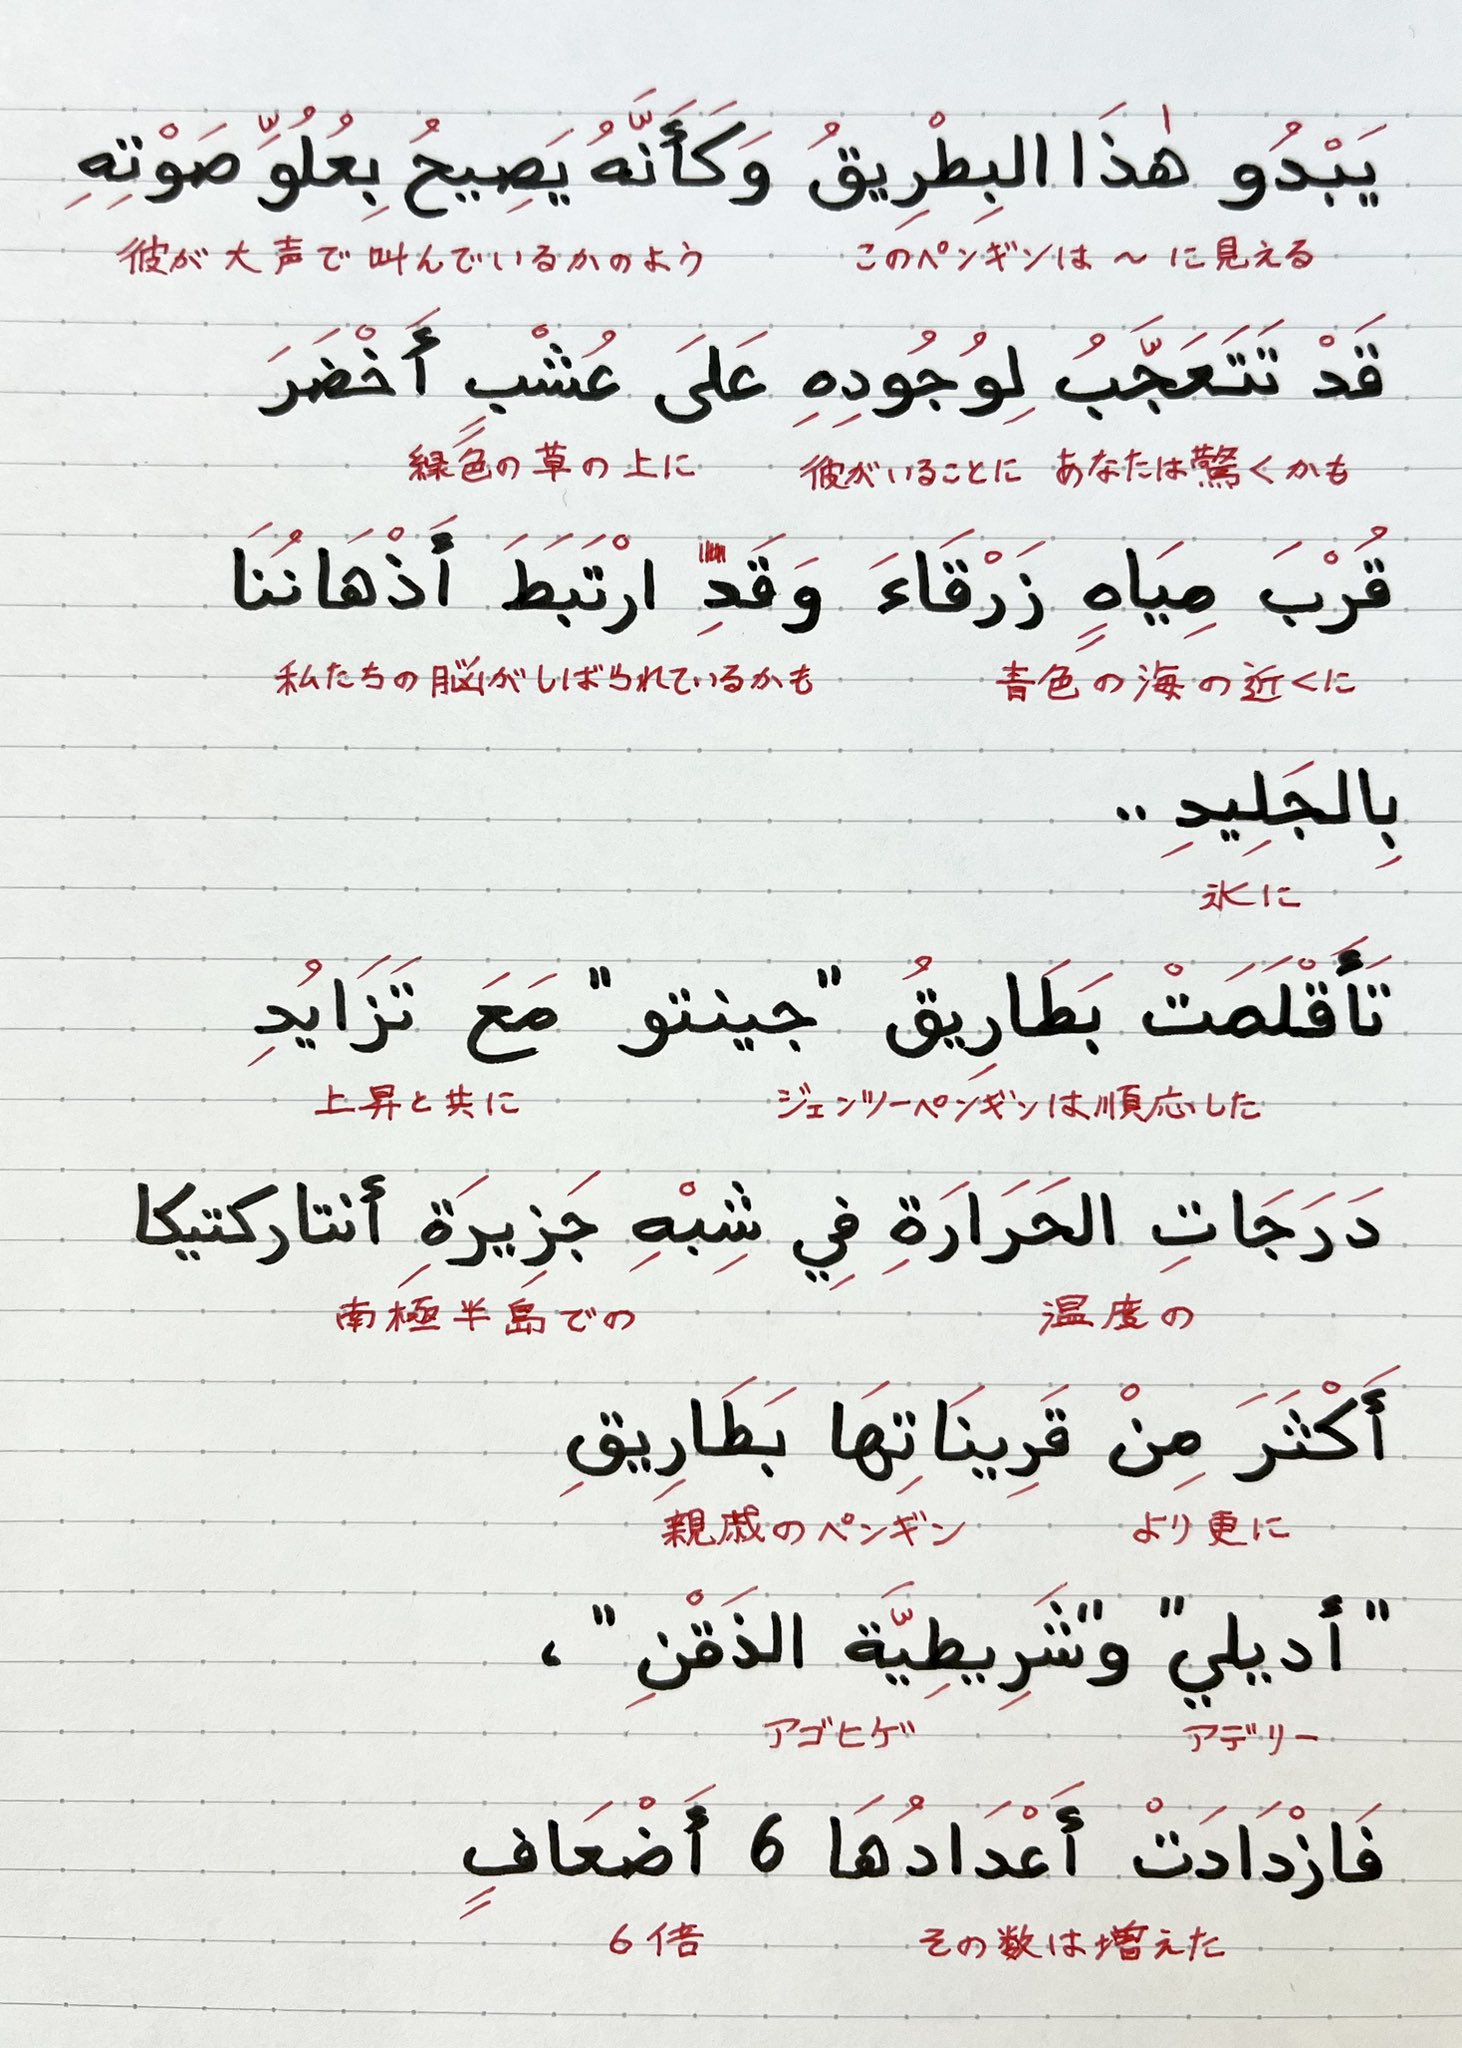 يَبْدُو هٰذَا البِطْرِيقُ وَكَأَنَّهُ يَصِيحُ بِعُلُوِّ صَوْتِهِ
このペンギンは〜に見える 彼が大声で叫んでいるかのよう
قَدْ تَتَعَجَّبُ لِوُجُودِهِ عَلَى عُشْبٍ أَخْضَرَ
あなたは驚くかも 彼がいることに 緑色の草の上に
قُرْبَ مِيَاهٍ زَرْقَاءَ وَقَدِ ارْتَبَطَ أَذْهَانُنَا
青色の海の近くに 私たちの脳がしばられているかも
بِالجَلِيدِ ..
氷に
تَأَقْلَمَتْ بَطَارِيقُ "جينتو" مَعَ تَزَايُدِ
ジェンツーペンギンは順応した 上昇と共に
دَرَجَاتِ الحَرَارَةِ فِي شِبْهِ جَزِيرَةِ أنتاركتيكا
温度の 南極半島での
أَكْثَرَ مِنْ قَرِينَاتِهَا بَطَارِيقِ
より更に 親戚のペンギン
"أديلي" و"شَرِيطِيَّة الذَقْنِ"،
アデリー アゴヒゲ
فَازْدَادَتْ أَعْدَادُهَا 6 أَضْعَافٍ
その数は増えた 6倍